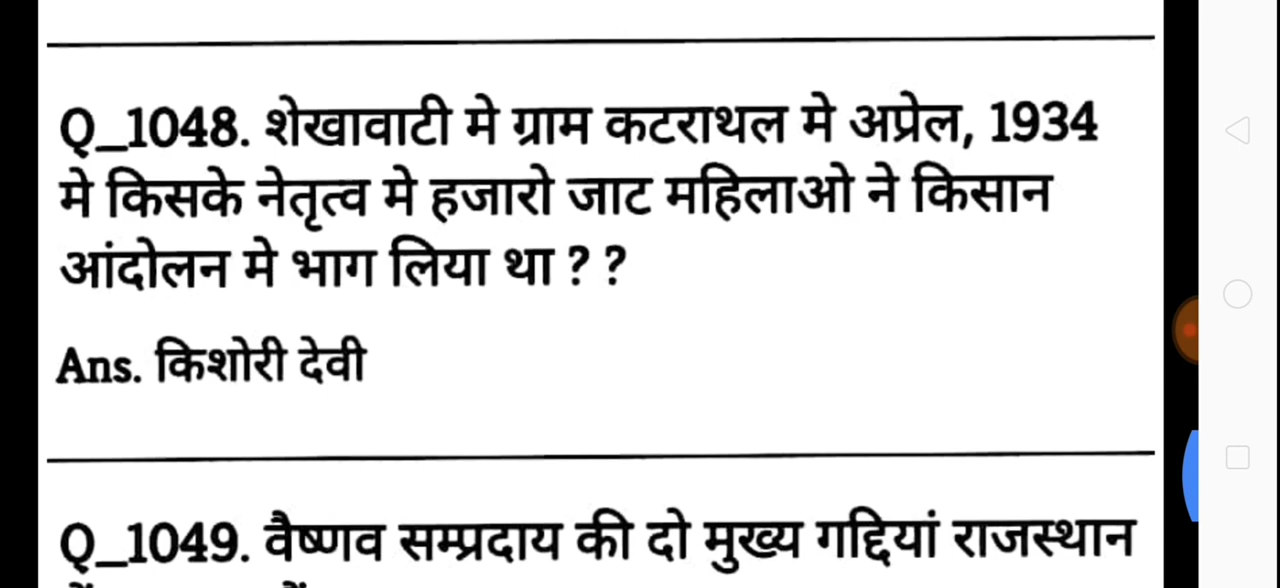 Q_1048. शेखावाटी मे ग्राम कटराथल मे अप्रेल, 1934
मे किसके नेतृत्व मे हजारो जाट महिलाओ ने किसान
आंदोलन मे भाग लिया था ? ?
Ans. किशोरी देवी
Q_1049. वैष्णव सम्प्रदाय की दो मुख्य गद्दियां राजस्थान